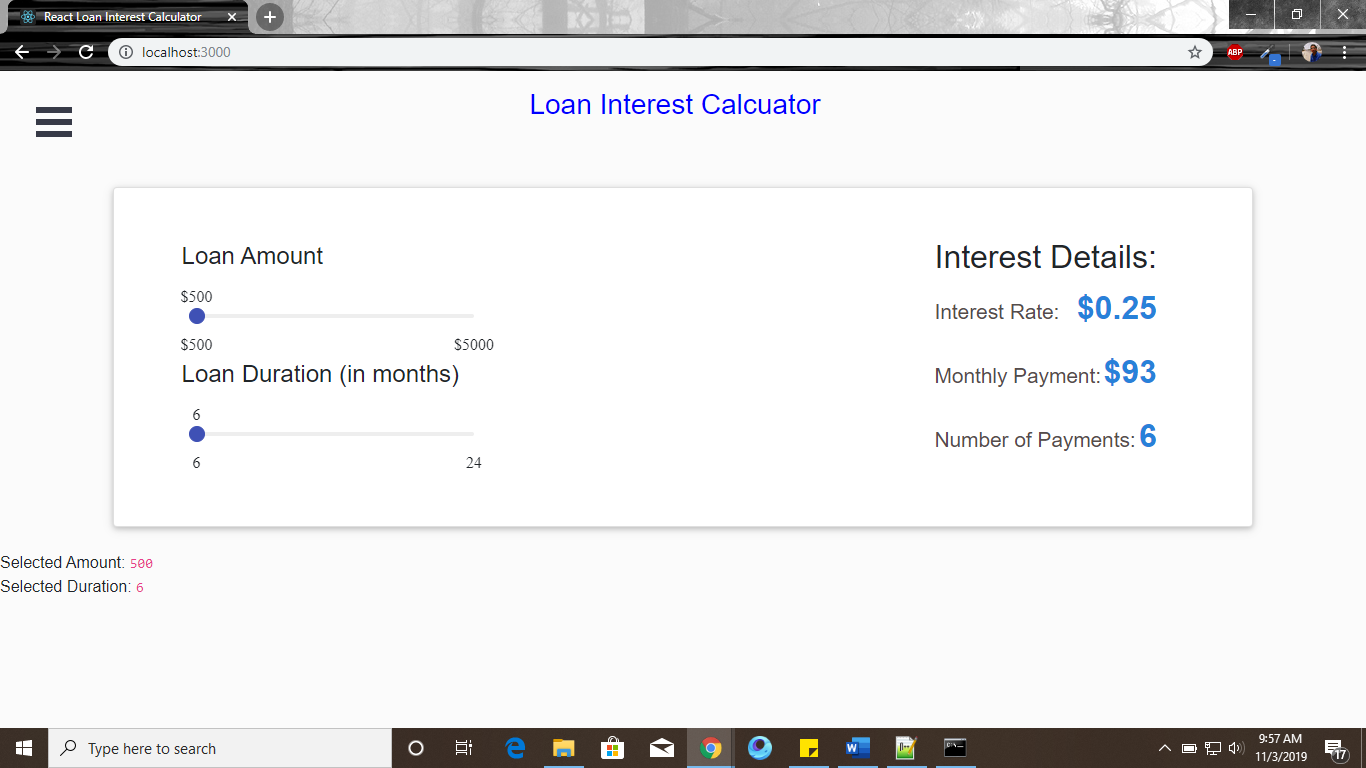 React Loan Interest Calculator
localhost:3000
ABP
Loan Interest Calcuator
Loan Amount
$500
$500 $5000
Loan Duration (in months)
6
6 24
Interest Details:
Interest Rate: $0.25
Monthly Payment: $93
Number of Payments: 6
Selected Amount: 500
Selected Duration: 6
Type here to search
9:57 AM
11/3/2019
17